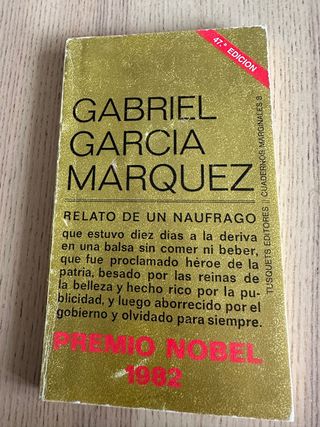 47.ª EDICION
GABRIEL
GARCIA
MARQUEZ
RELATO DE UN NAUFRAGO
que estuvo diez días a la deriva
en una balsa sin comer ni beber,
que fue proclamado héroe de la
patria, besado por las reinas de
la belleza y hecho rico por la pu-
blicidad, y luego aborrecido por el
gobierno y olvidado para siempre.
PREMIO NOBEL
1982
TUSQUETS EDITORES
CUADERNOS MARGINALES 8